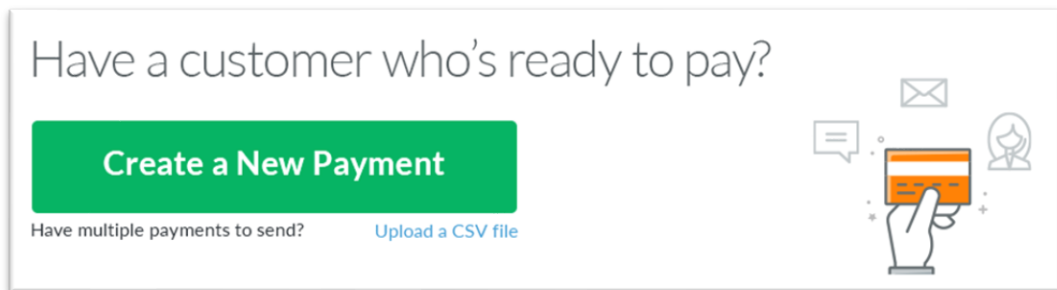 Have a customer who's ready to pay?
Create a New Payment
Have multiple payments to send? Upload a CSV file